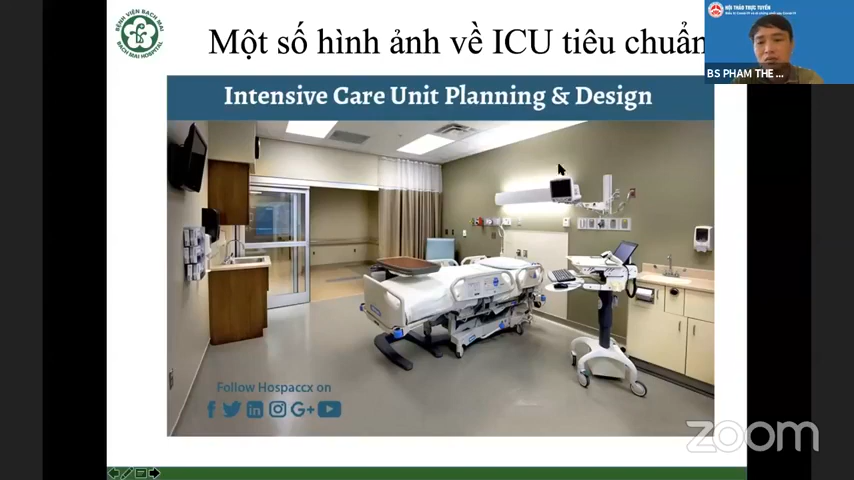 BỆNH VIỆN BẠCH MAI
BACH MAI HOSPITAL
Một số hình ảnh về ICU tiêu chuẩn
HỘI THẢO TRỰC TUYẾN
BS PHAM THE ...
Intensive Care Unit Planning & Design
Follow Hospaccx on
zoom